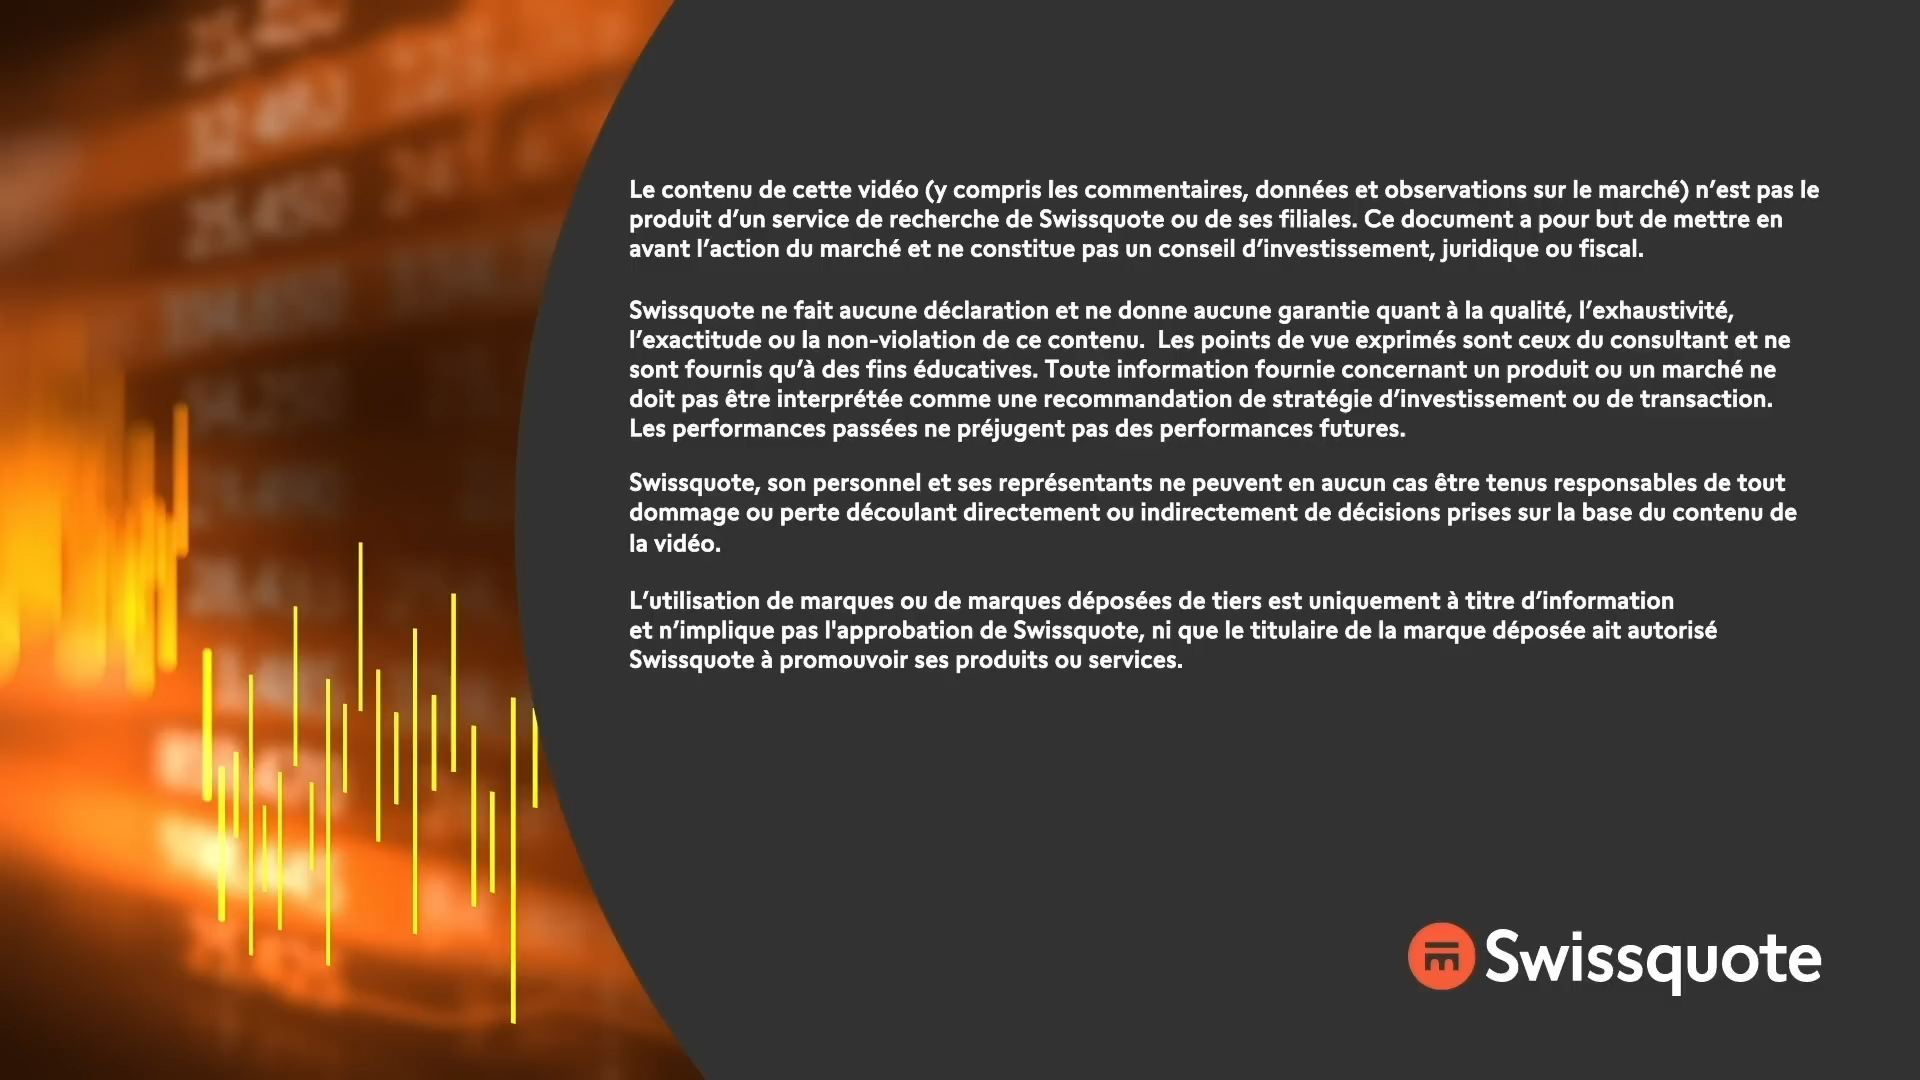 Le contenu de cette vidéo (y compris les commentaires, données et observations sur le marché) n’est pas le
produit d’un service de recherche de Swissquote ou de ses filiales. Ce document a pour but de mettre en
avant l’action du marché et ne constitue pas un conseil d’investissement, juridique ou fiscal.
Swissquote ne fait aucune déclaration et ne donne aucune garantie quant à la qualité, l’exhaustivité,
l’exactitude ou la non-violation de ce contenu.  Les points de vue exprimés sont ceux du consultant et ne
sont fournis qu’à des fins éducatives. Toute information fournie concernant un produit ou un marché ne
doit pas être interprétée comme une recommandation de stratégie d’investissement ou de transaction.
Les performances passées ne préjugent pas des performances futures.
Swissquote, son personnel et ses représentants ne peuvent en aucun cas être tenus responsables de tout
dommage ou perte découlant directement ou indirectement de décisions prises sur la base du contenu de
la vidéo.
L’utilisation de marques ou de marques déposées de tiers est uniquement à titre d’information
et n’implique pas l'approbation de Swissquote, ni que le titulaire de la marque déposée ait autorisé
Swissquote à promouvoir ses produits ou services.
Swissquote